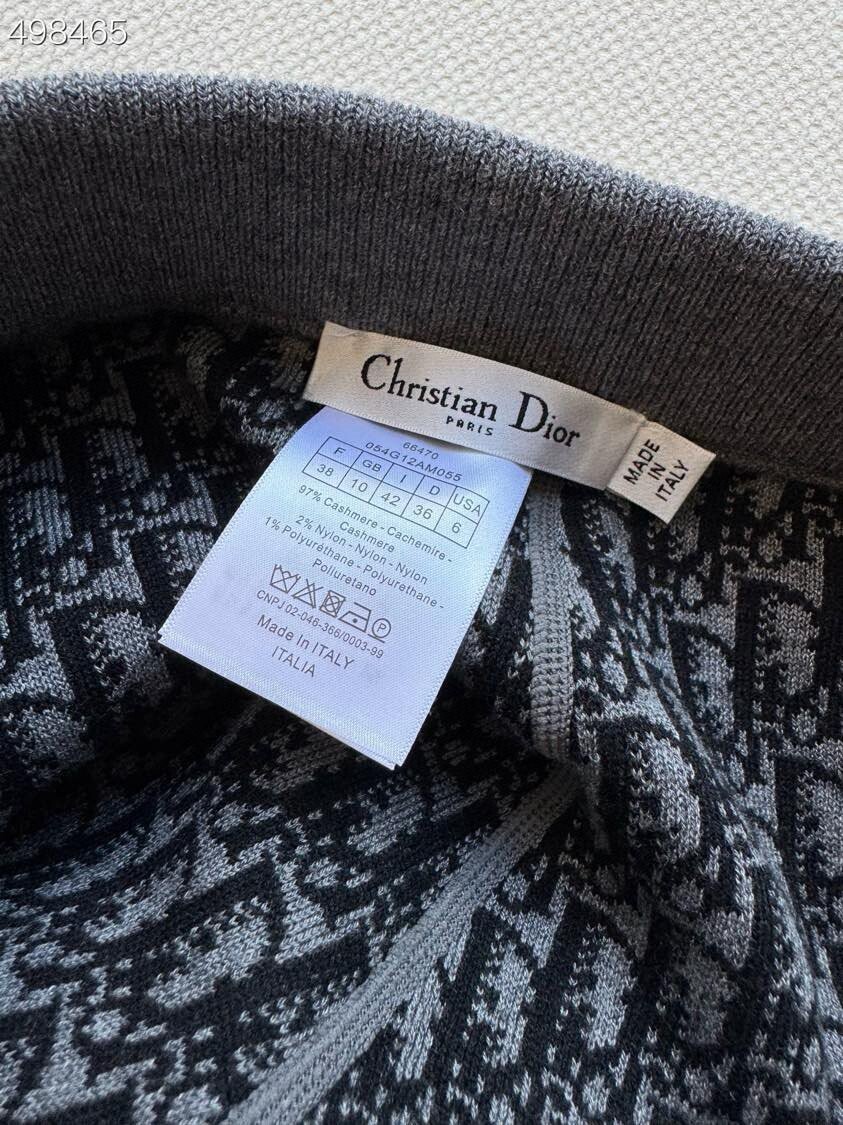 498465
Christian Dior
PARIS
MADE
IN
ITALY
66470
054G12AM055
F GB I D USA
38 10 42 36 6
97% Cashmere - Cachemire -
Cashmere
2% Nylon - Nylon - Nylon
1% Polyuréthane - Polyurethane -
Poliuretano
P
CNPJ 02-046-366/0003-99
Made In ITALY
ITALIA